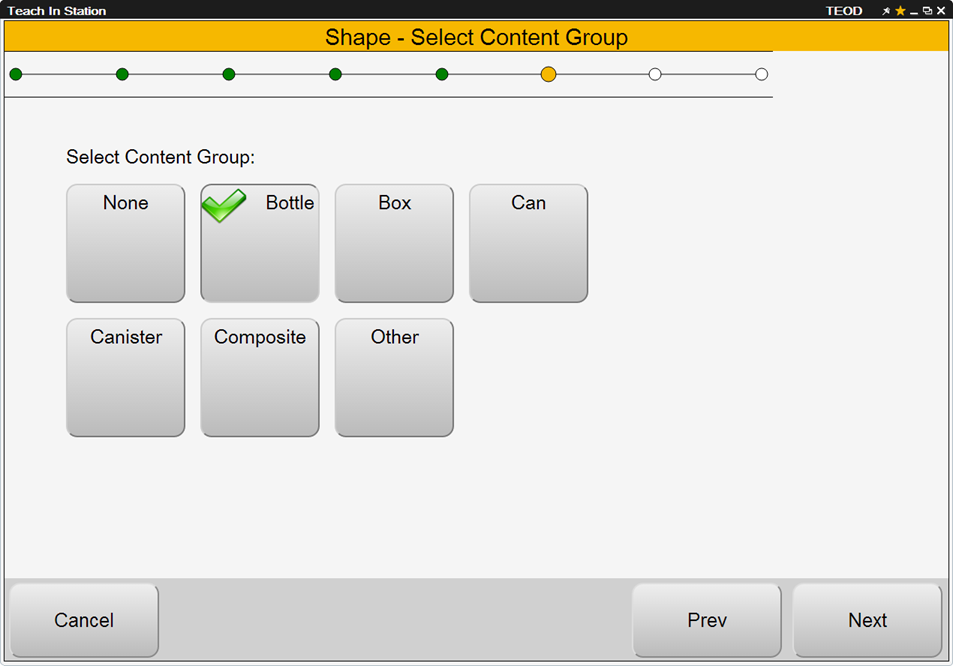 Teach In Station TEOD
Shape - Select Content Group
Select Content Group:
None Bottle Box Can
Canister Composite Other
Cancel Prev Next